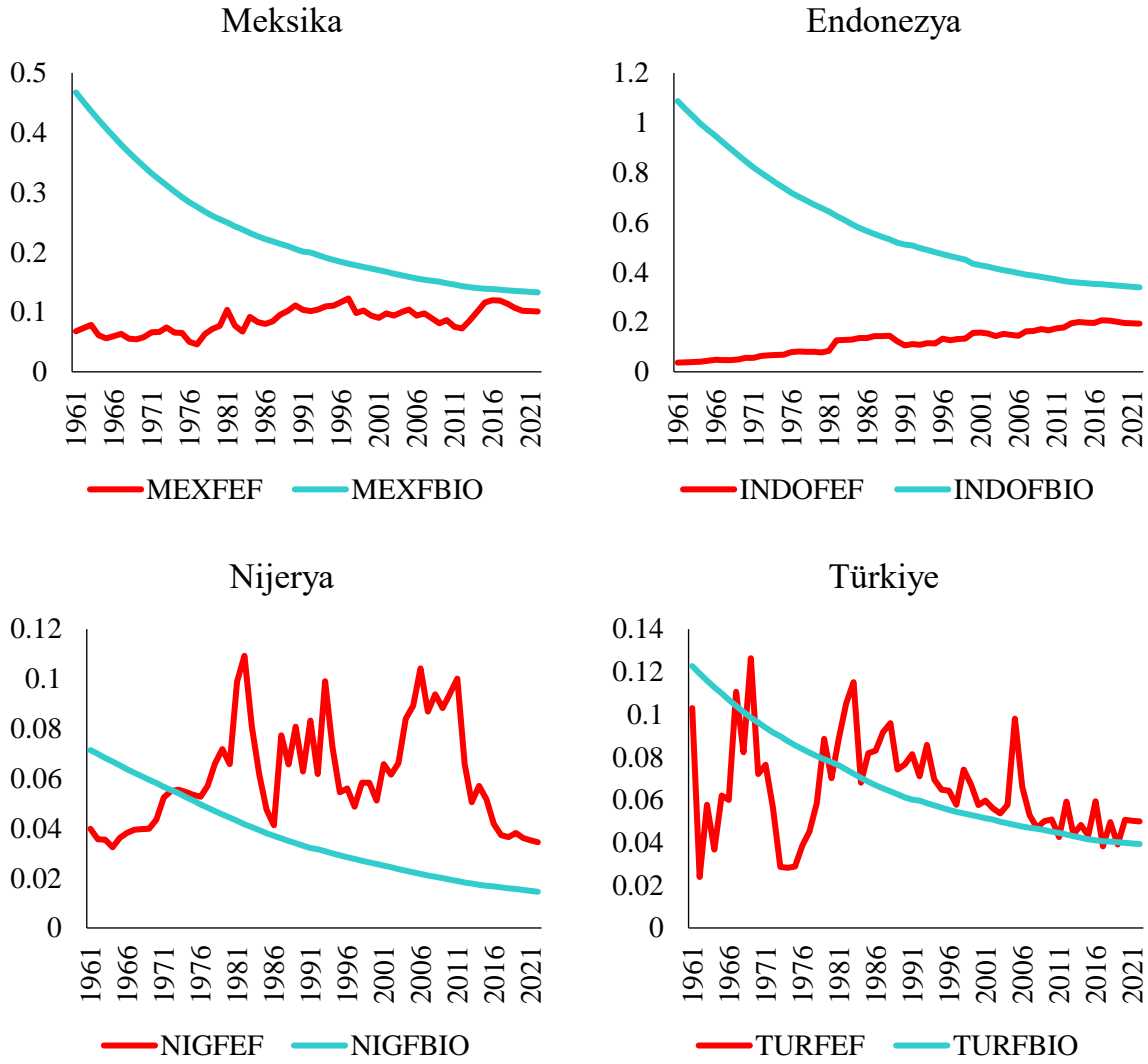 Meksika
0.5
0.4
0.3
0.2
0.1
0
1961 1966 1971 1976 1981 1986 1991 1996 2001 2006 2011 2016 2021
MEXFEF MEXFBIO
Endonezya
1.2
1
0.8
0.6
0.4
0.2
0
1961 1966 1971 1976 1981 1986 1991 1996 2001 2006 2011 2016 2021
INDOFEF INDOFBIO
Nijerya
0.12
0.1
0.08
0.06
0.04
0.02
0
1961 1966 1971 1976 1981 1986 1991 1996 2001 2006 2011 2016 2021
NIGFEF NIGFBIO
Türkiye
0.14
0.12
0.1
0.08
0.06
0.04
0.02
0
1961 1966 1971 1976 1981 1986 1991 1996 2001 2006 2011 2016 2021
TURFEF TURFBIO